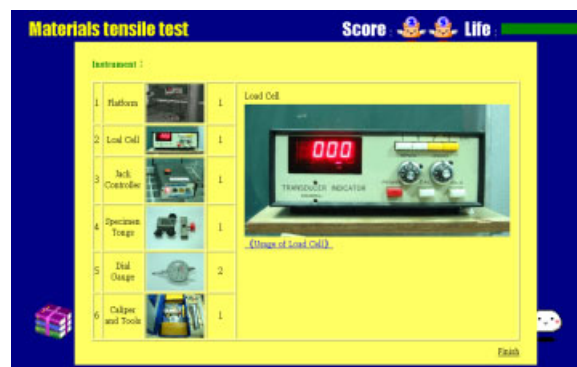 Materials tensile test
Score : Life :
Instrument :
1 Platform 1
2 Load Cell 1
3 Jack Controller 1
4 Specimen Tongs 1
5 Dial Gauge 2
6 Caliper and Tools 1
Load Cell
000
TRANSDUCER INDICATOR
(Usage of Load Cell)
Finish